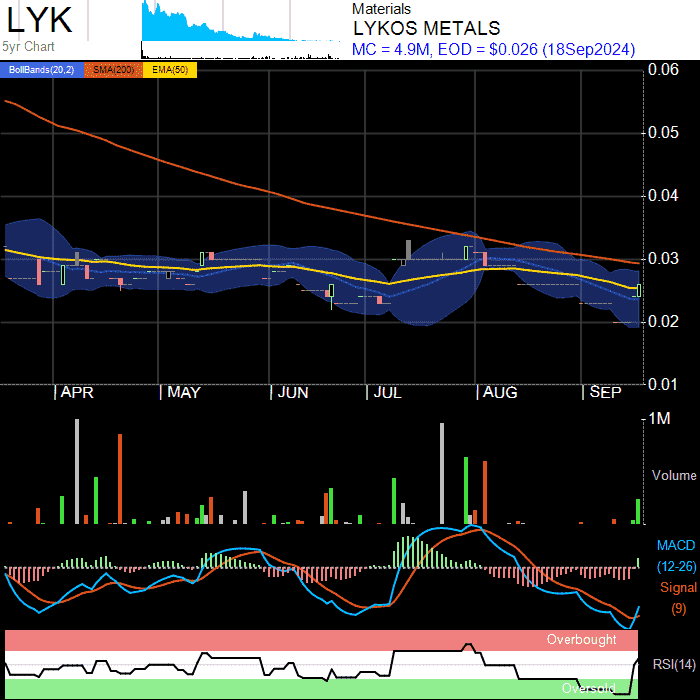 LYK
5yr Chart
Materials
LYKOS METALS
MC = 4.9M, EOD = $0.026 (18Sep2024)
BollBands(20,2) SMA(200) EMA(50)
0.06
0.05
0.04
0.03
0.02
0.01
APR MAY JUN JUL AUG SEP
1M
Volume
MACD
(12-26)
Signal
(9)
Overbought
RSI(14)
Oversold